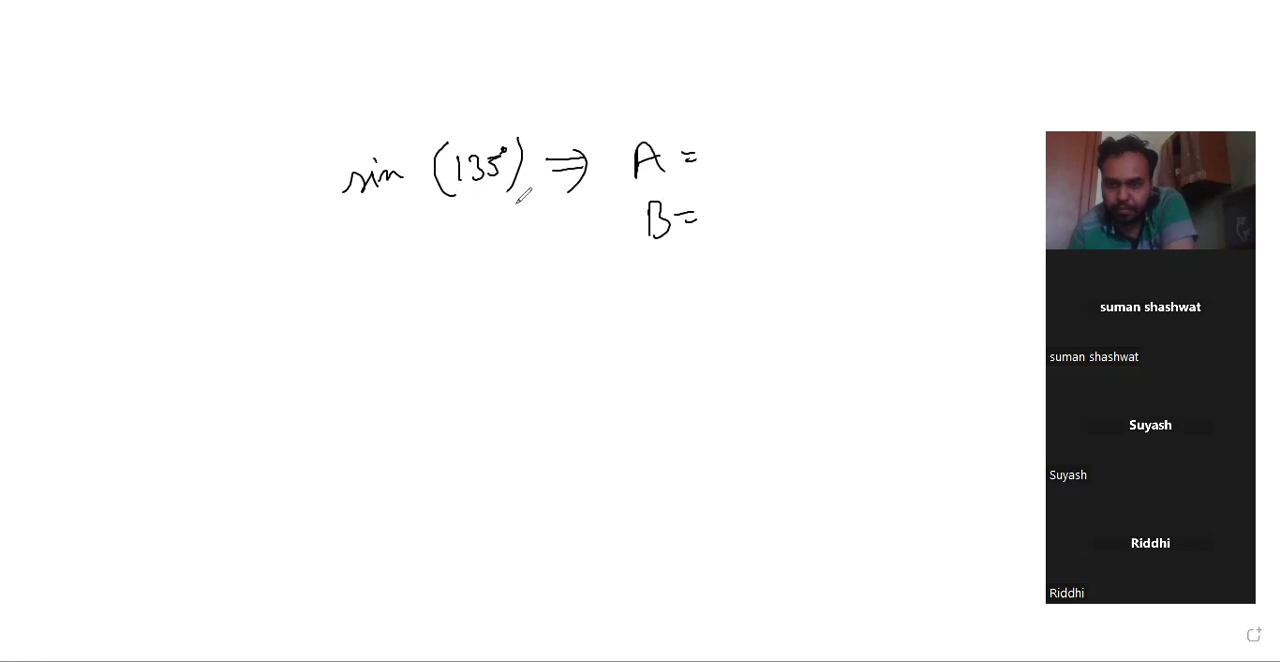 sin (135°) ⇒ A =
B =
suman shashwat
suman shashwat
Suyash
Suyash
Riddhi
Riddhi